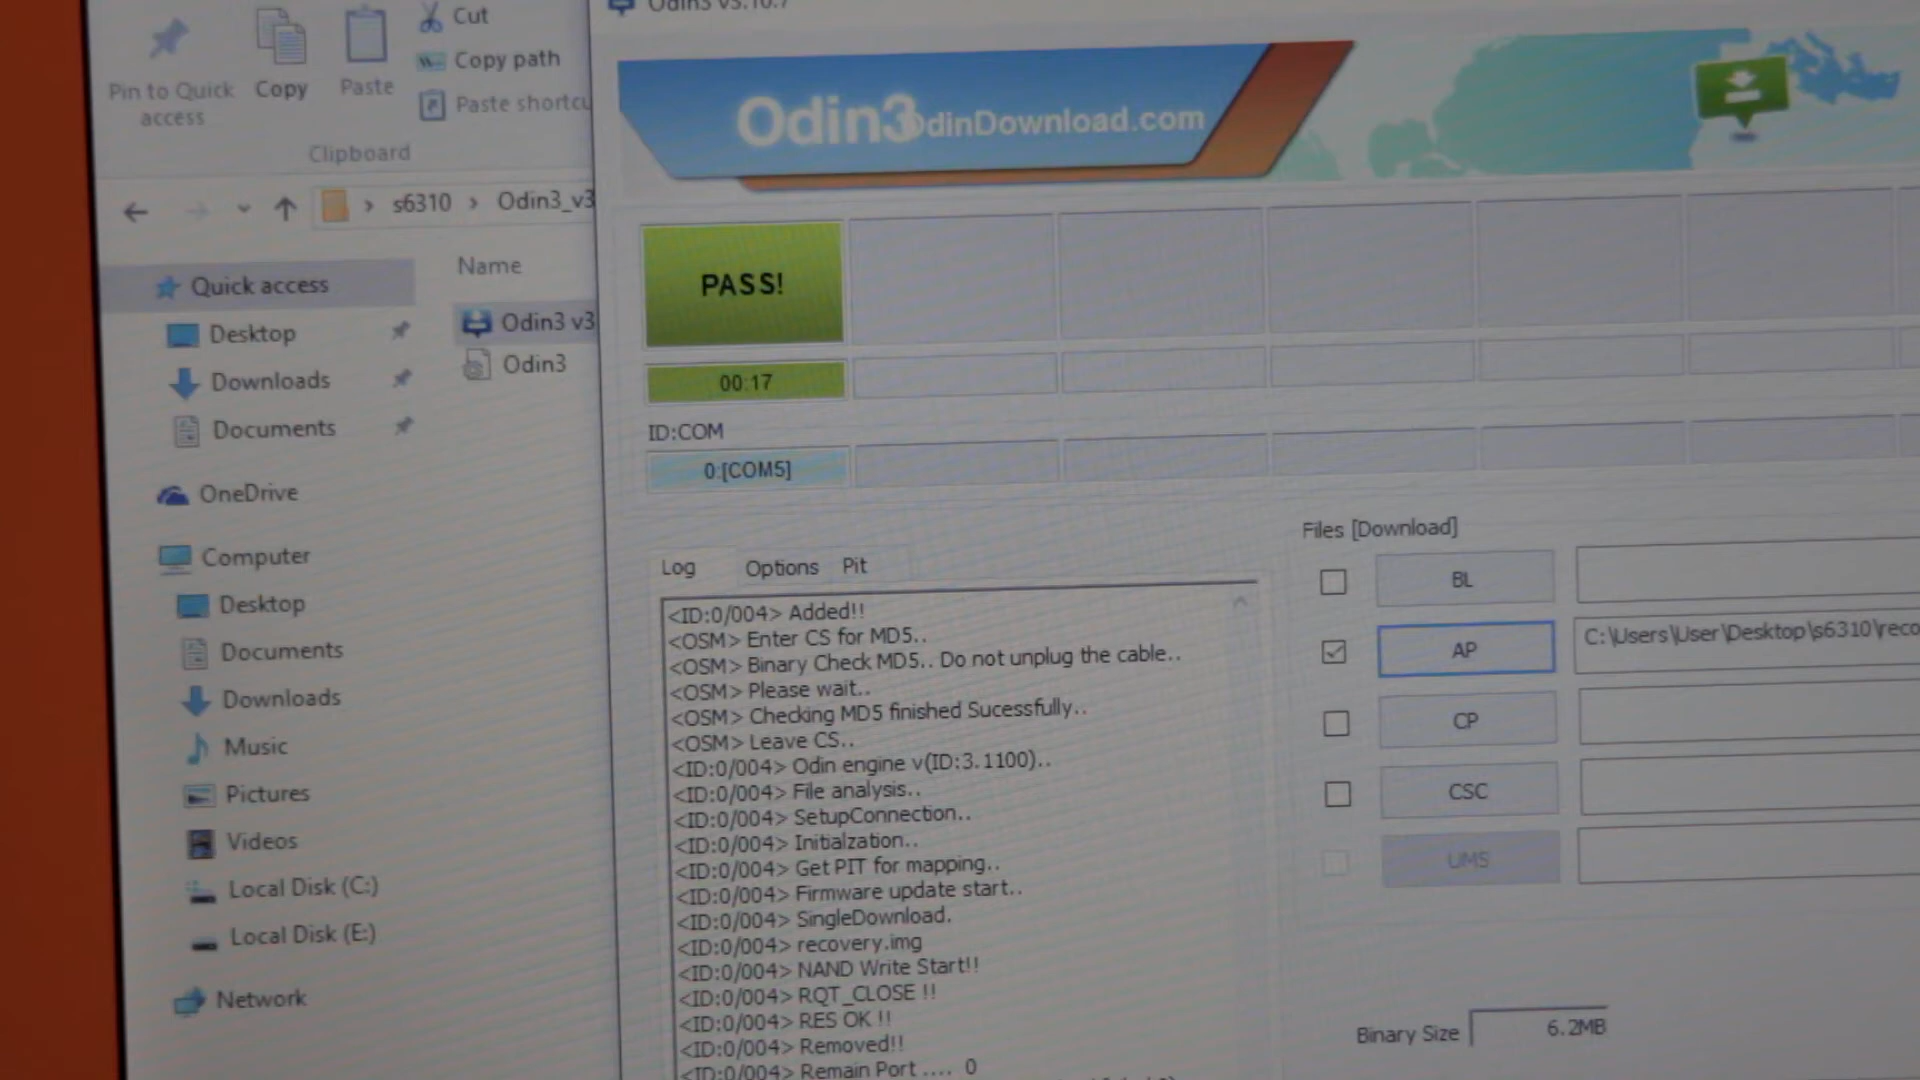 Cut
Copy path
Paste shortcu
Pin to Quick
access
Copy
Paste
Clipboard
s6310 > Odin3_v3
Quick access
Desktop
Downloads
Documents
OneDrive
Computer
Desktop
Documents
Downloads
Music
Pictures
Videos
Local Disk (C:)
Local Disk (E:)
Network
Name
Odin3 v3
Odin3
Odin3 v3.10.7
Odin3
OdinDownload.com
PASS!
00:17
ID:COM
0:[COM5]
Log
Options
Pit
<ID:0/004> Added!!
<OSM> Enter CS for MD5..
<OSM> Binary Check MD5.. Do not unplug the cable..
<OSM> Please wait..
<OSM> Checking MD5 finished Sucessfully..
<OSM> Leave CS..
<ID:0/004> Odin engine v(ID:3.1100)..
<ID:0/004> File analysis..
<ID:0/004> SetupConnection..
<ID:0/004> Initialzation..
<ID:0/004> Get PIT for mapping..
<ID:0/004> Firmware update start..
<ID:0/004> SingleDownload.
<ID:0/004> recovery.img
<ID:0/004> NAND Write Start!!
<ID:0/004> RQT_CLOSE !!
<ID:0/004> RES OK !!
<ID:0/004> Removed!!
<ID:0/004> Remain Port .... 0
Files [Download]
BL
AP
C:\Users\User\Desktop\s6310\reco
CP
CSC
UMS
Binary Size
6.2MB